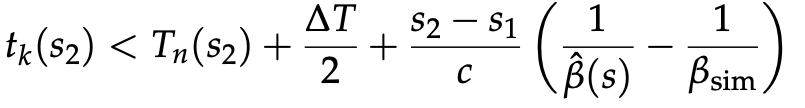 t_k(s_2) < T_n(s_2) + \frac{\Delta T}{2} + \frac{s_2 - s_1}{c} \left( \frac{1}{\hat{\beta}(s)} - \frac{1}{\beta_{\text{sim}}} \right)